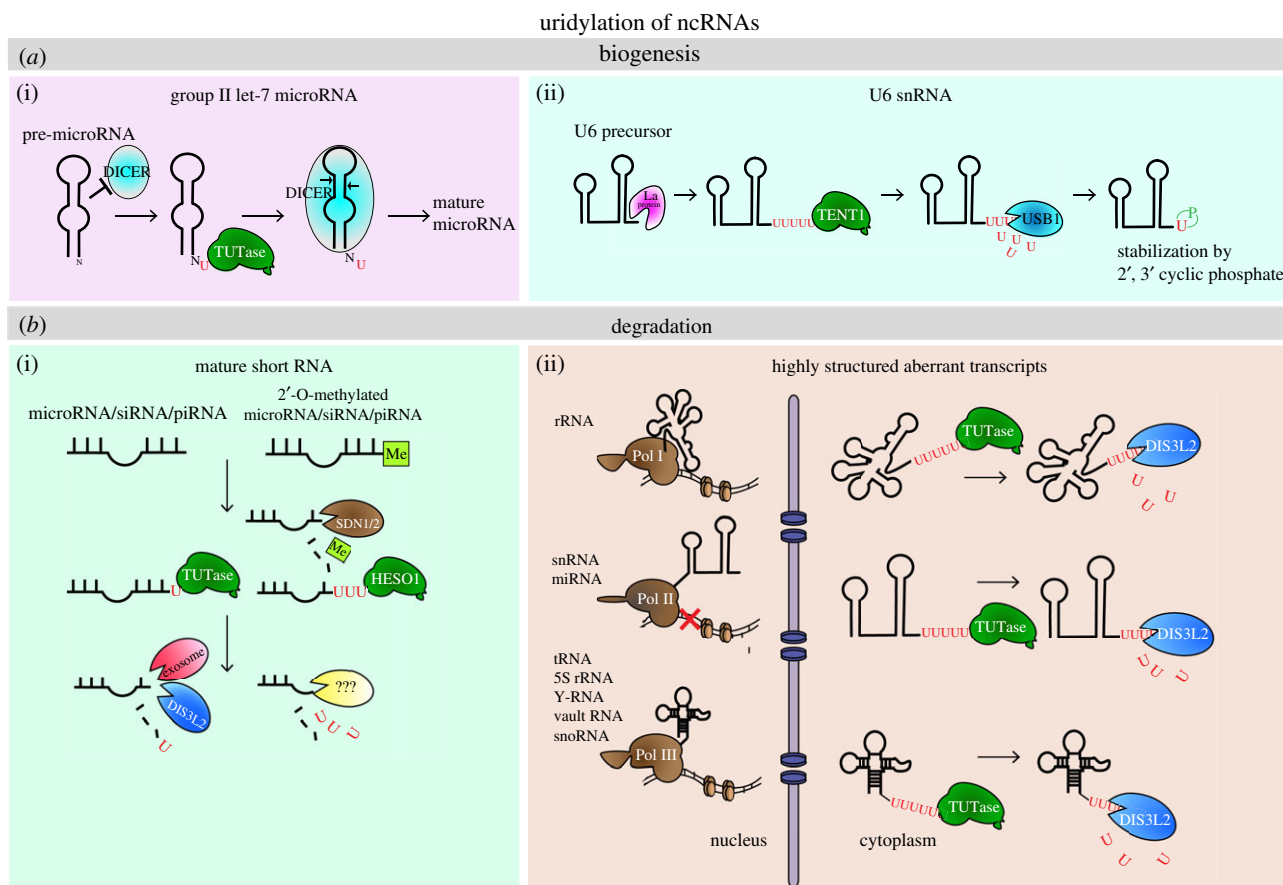 uridylation of ncRNAs
(a)
biogenesis
(i)
group II let-7 microRNA
pre-microRNA
DICER
N
N
U
TUTase
DICER
N
U
mature
microRNA
(ii)
U6 snRNA
U6 precursor
La
protein
UUUUU
TENT1
UUU
USB1
U U U U
U
P
U
stabilization by
2′, 3′ cyclic phosphate
(b)
degradation
(i)
mature short RNA
microRNA/siRNA/piRNA
2′-O-methylated
microRNA/siRNA/piRNA
Me
SDN1/2
Me
U
TUTase
UUU
HESO1
exosome
DIS3L2
U
???
U U U
(ii)
highly structured aberrant transcripts
rRNA
Pol I
UUUUU
TUTase
UUUU
DIS3L2
U U U
snRNA
miRNA
Pol II
UUUUU
TUTase
UUUU
DIS3L2
U U U U
tRNA
5S rRNA
Y-RNA
vault RNA
snoRNA
Pol III
UUUUU
TUTase
UUUU
DIS3L2
U U U
nucleus
cytoplasm